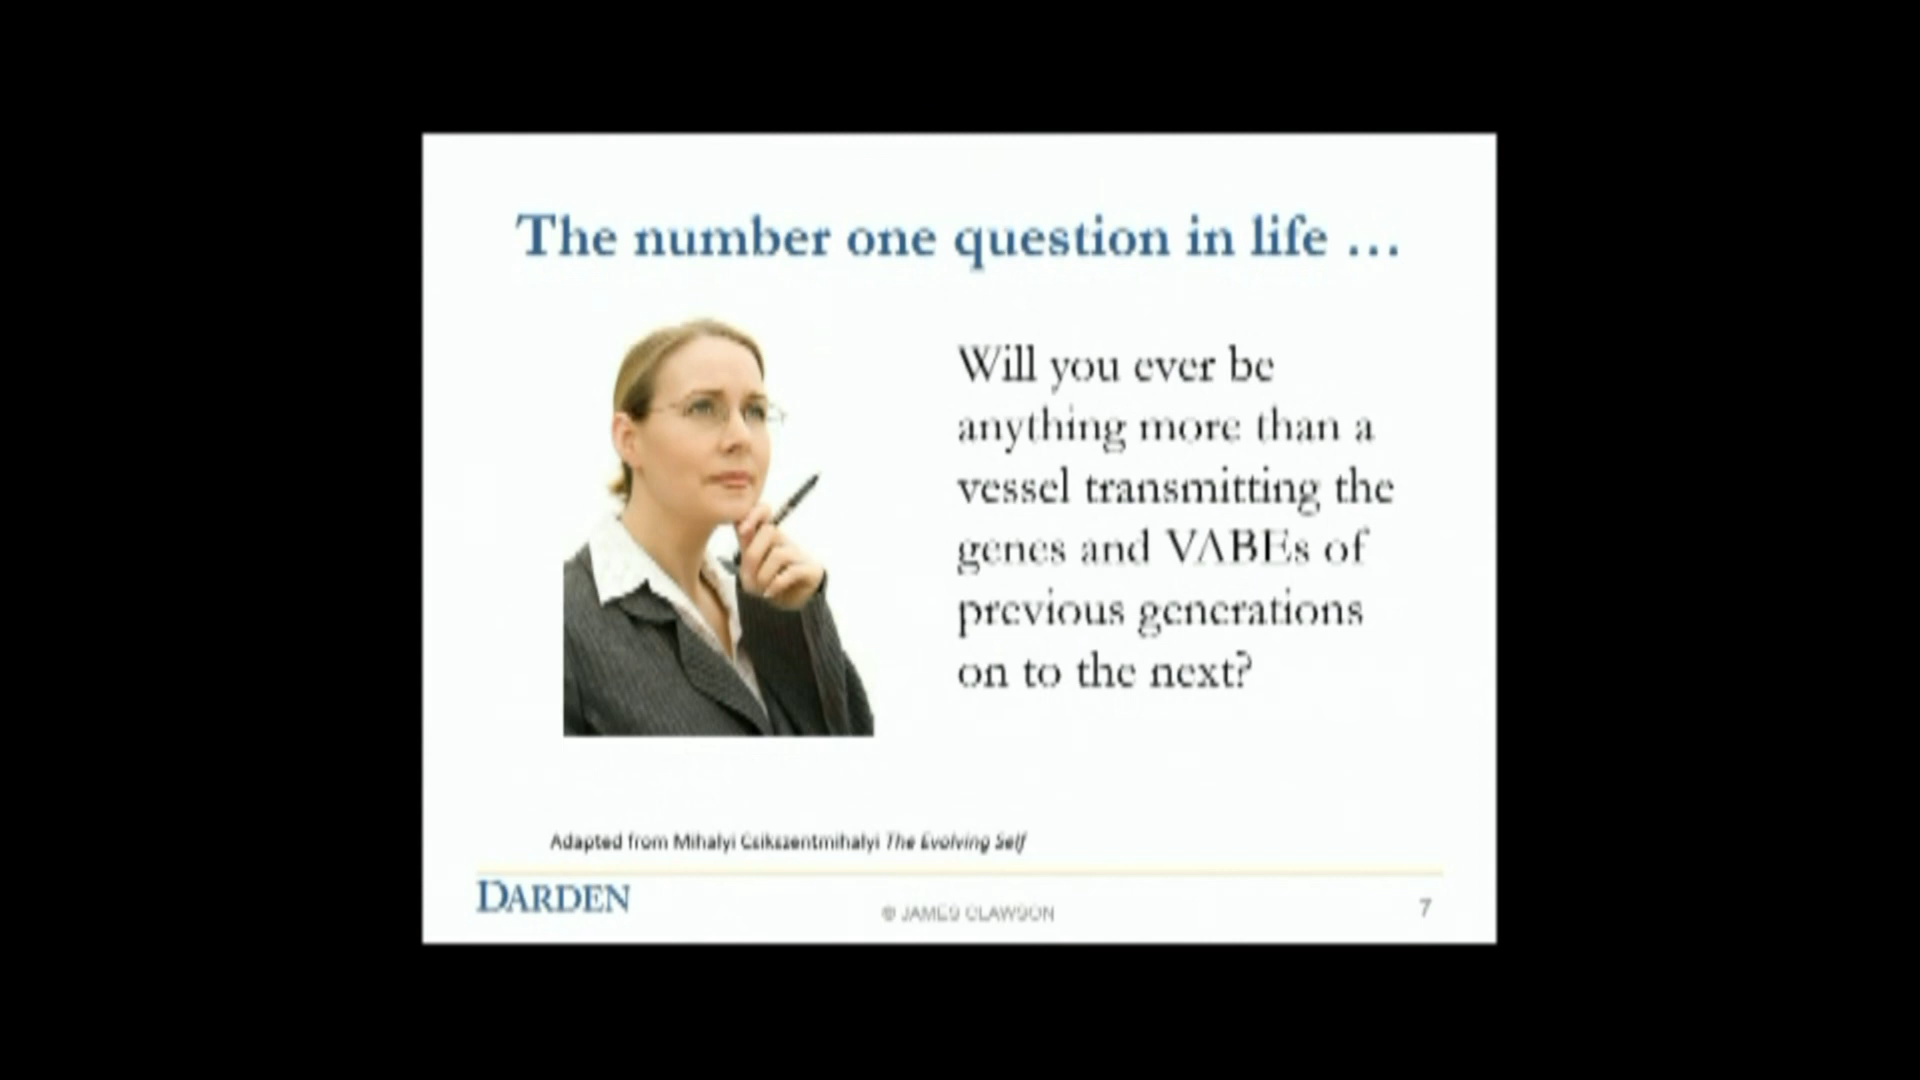 The number one question in life …
Will you ever be
anything more than a
vessel transmitting the
genes and VABEs of
previous generations
on to the next?
Adapted from Mihalyi Csikszentmihalyi The Evolving Self
DARDEN
© JAMES CLAWSON
7